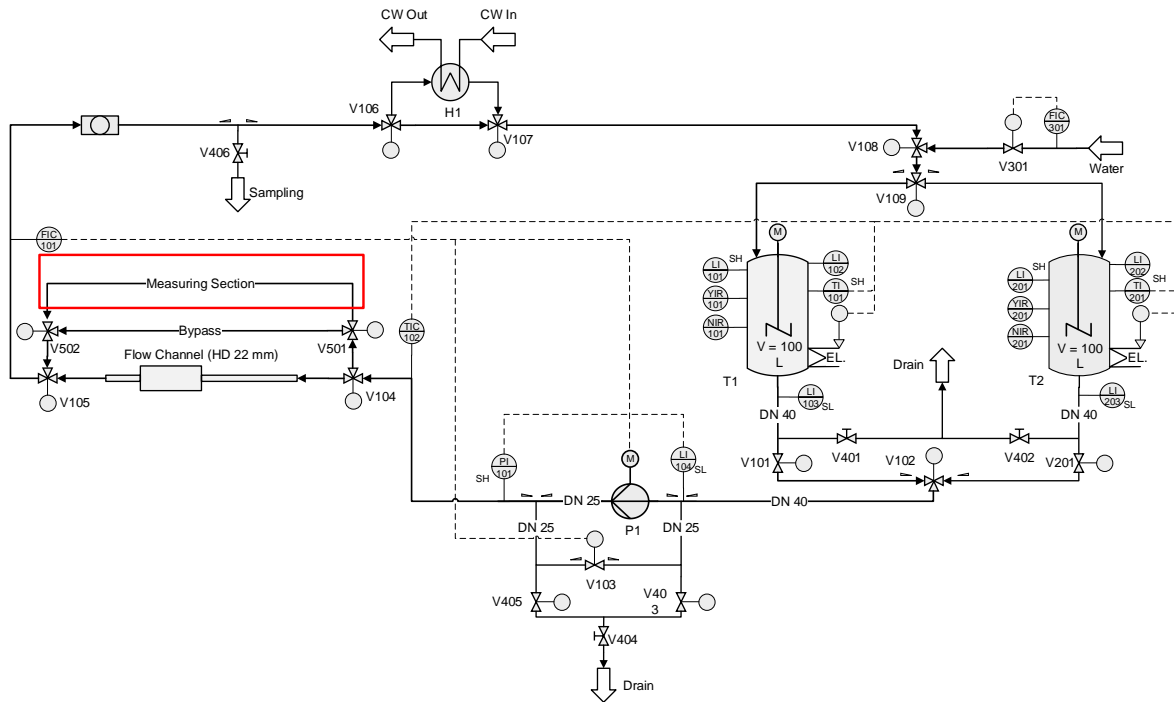 CW Out
CW In
H1
V106
V107
V406
Sampling
V108
V109
FIC
301
V301
Water
FIC
101
Measuring Section
Bypass
V502
V501
Flow Channel (HD 22 mm)
V105
V104
TIC
102
M
SH
LI
101
LI
102
YIR
101
TI
101
SH
NIR
101
V = 100
L
EL.
T1
LI
103
SL
DN 40
M
SH
LI
201
LI
202
YIR
201
TI
201
SH
NIR
201
V = 100
L
EL.
T2
LI
203
SL
DN 40
Drain
V401
V402
V101
V102
V201
PI
101
SH
M
LI
104
SL
DN 25
P1
DN 40
DN 25
DN 25
V103
V405
V40
3
V404
Drain